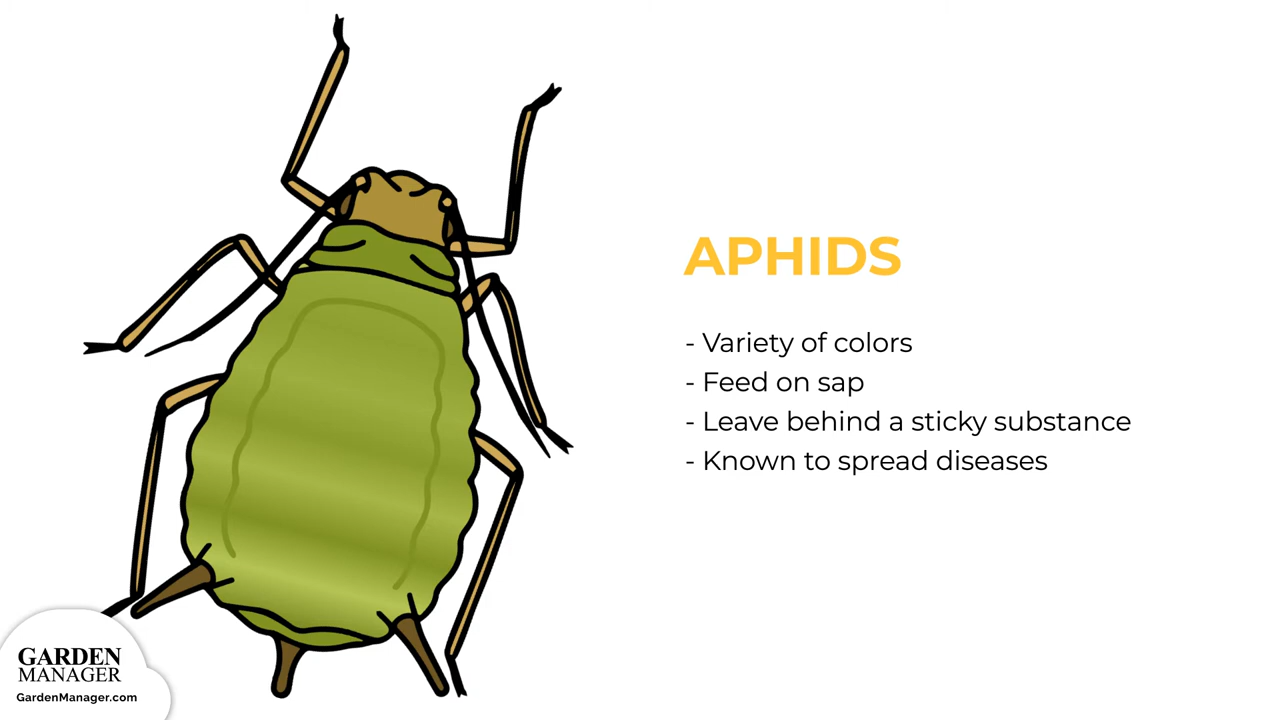 APHIDS
- Variety of colors
- Feed on sap
- Leave behind a sticky substance
- Known to spread diseases
GARDEN
MANAGER
GardenManager.com